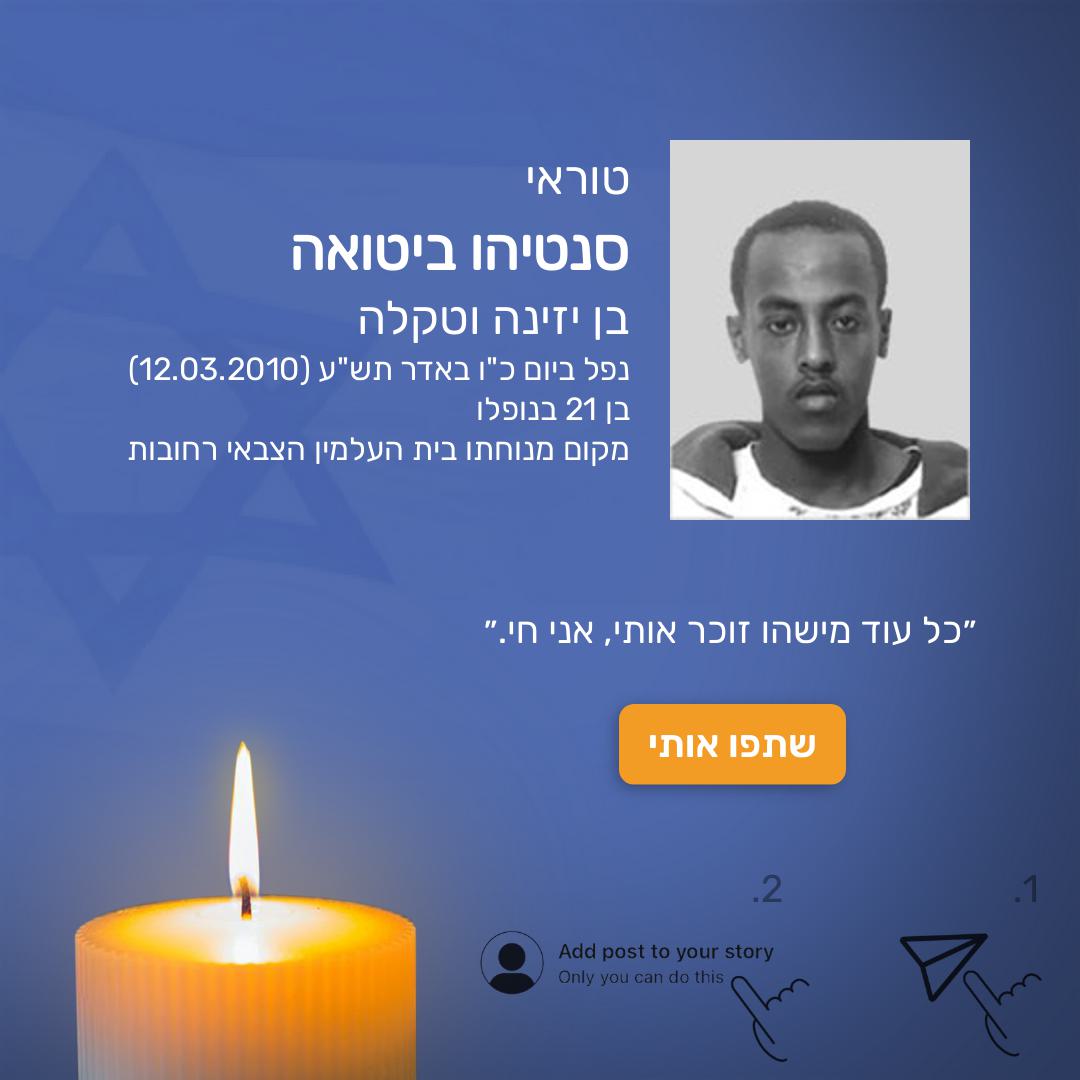 טוראי
סנטיהו ביטואה
בן יזינה וטקלה
נפל ביום כ"ו באדר תש"ע (12.03.2010)
בן 21 בנופלו
מקום מנוחתו בית העלמין הצבאי רחובות
״כל עוד מישהו זוכר אותי, אני חי.״
שתפו אותי
.1
.2
Add post to your story
Only you can do this